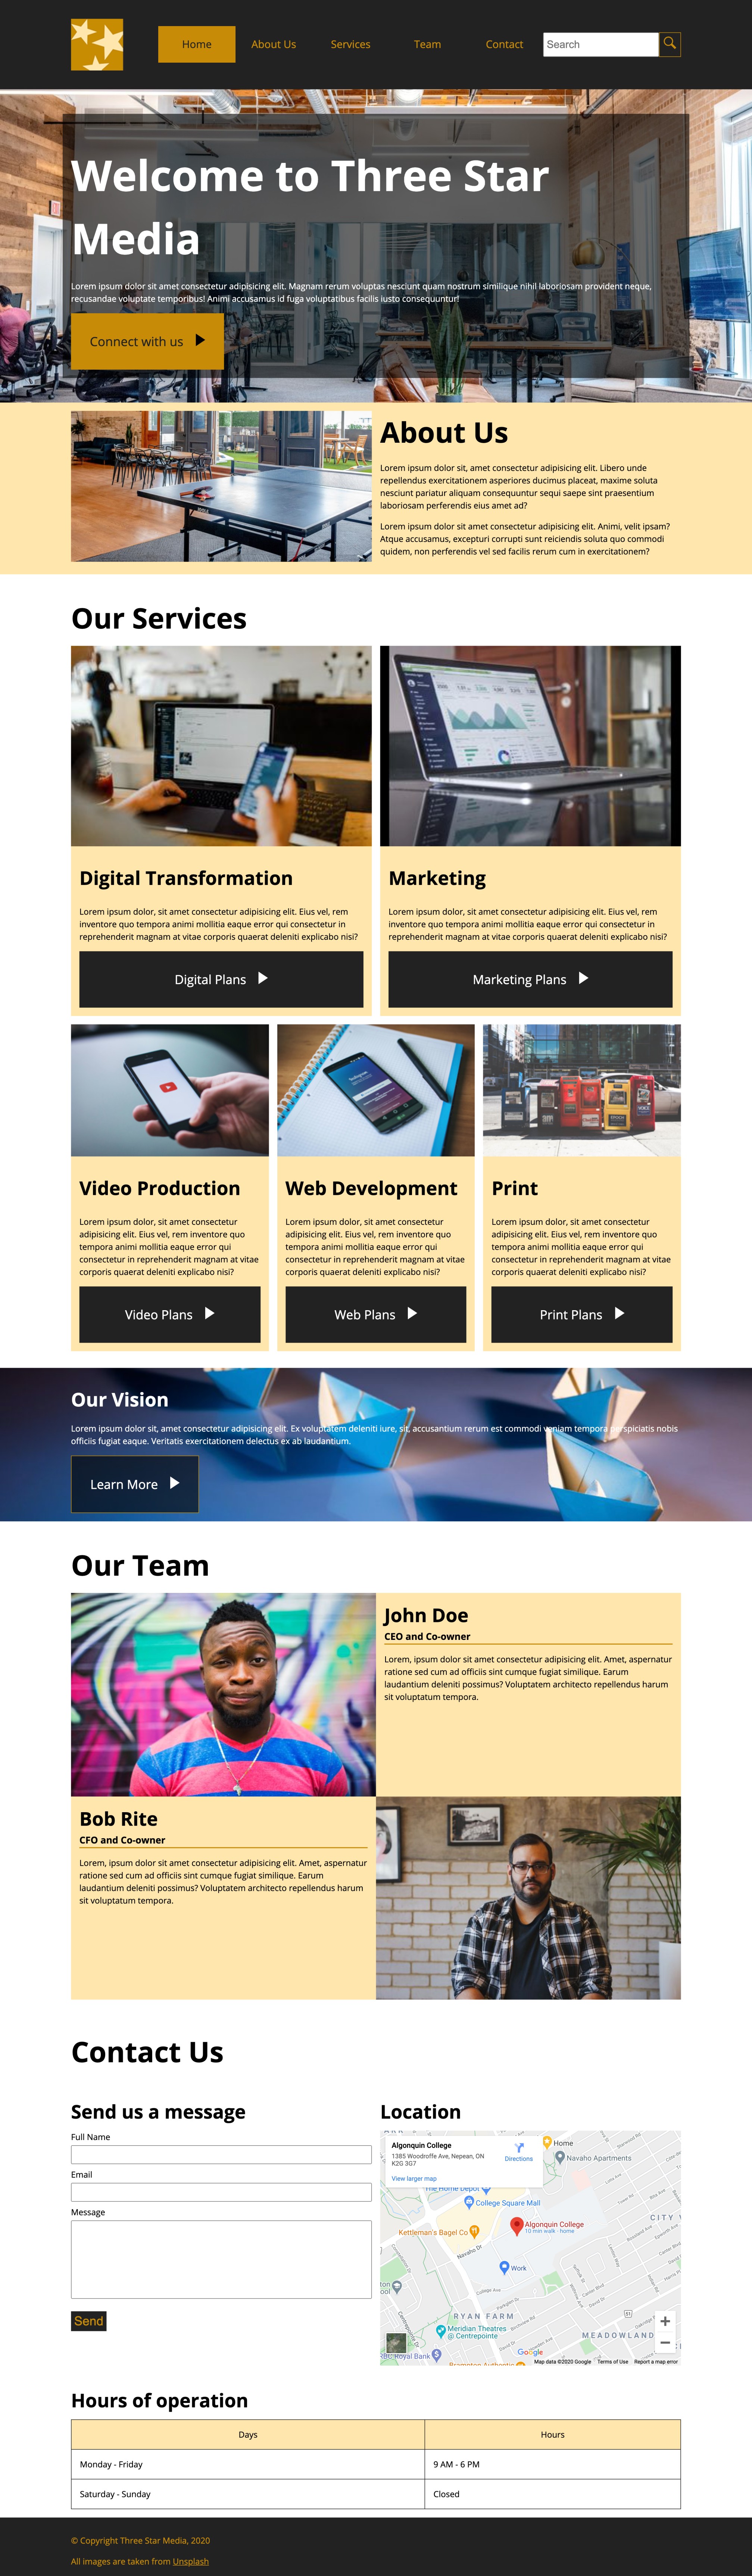 Home
About Us
Services
Team
Contact
Search
Welcome to Three Star
Media
Lorem ipsum dolor sit amet consectetur adipisicing elit. Magnam rerum voluptas nesciunt quam nostrum similique nihil laboriosam provident neque,
recusandae voluptate temporibus! Animi accusamus id fuga voluptatibus facilis iusto consequuntur!
Connect with us
About Us
Lorem ipsum dolor sit, amet consectetur adipisicing elit. Libero unde
repellendus exercitationem asperiores ducimus placeat, maxime soluta
nesciunt pariatur aliquam consequuntur sequi saepe sint praesentium
laboriosam perferendis eius amet ad?
Lorem ipsum dolor sit amet consectetur adipisicing elit. Animi, velit ipsam?
Atque accusamus, excepturi corrupti sunt reiciendis soluta quo commodi
quidem, non perferendis vel sed facilis rerum cum in exercitationem?
Our Services
Digital Transformation
Lorem ipsum dolor, sit amet consectetur adipisicing elit. Eius vel, rem
inventore quo tempora animi mollitia eaque error qui consectetur in
reprehenderit magnam at vitae corporis quaerat deleniti explicabo nisi?
Digital Plans
Marketing
Lorem ipsum dolor, sit amet consectetur adipisicing elit. Eius vel, rem
inventore quo tempora animi mollitia eaque error qui consectetur in
reprehenderit magnam at vitae corporis quaerat deleniti explicabo nisi?
Marketing Plans
Video Production
Lorem ipsum dolor, sit amet consectetur
adipisicing elit. Eius vel, rem inventore quo
tempora animi mollitia eaque error qui
consectetur in reprehenderit magnam at vitae
corporis quaerat deleniti explicabo nisi?
Video Plans
Web Development
Lorem ipsum dolor, sit amet consectetur
adipisicing elit. Eius vel, rem inventore quo
tempora animi mollitia eaque error qui
consectetur in reprehenderit magnam at vitae
corporis quaerat deleniti explicabo nisi?
Web Plans
Print
Lorem ipsum dolor, sit amet consectetur
adipisicing elit. Eius vel, rem inventore quo
tempora animi mollitia eaque error qui
consectetur in reprehenderit magnam at vitae
corporis quaerat deleniti explicabo nisi?
Print Plans
Our Vision
Lorem ipsum dolor sit, amet consectetur adipisicing elit. Ex voluptatem deleniti iure, sit, accusantium rerum est commodi veniam tempora perspiciatis nobis
officiis fugiat eaque. Veritatis exercitationem delectus ex ab laudantium.
Learn More
Our Team
John Doe
CEO and Co-owner
Lorem, ipsum dolor sit amet consectetur adipisicing elit. Amet, aspernatur
ratione sed cum ad officiis sint cumque fugiat similique. Earum
laudantium deleniti possimus? Voluptatem architecto repellendus harum
sit voluptatum tempora.
Bob Rite
CFO and Co-owner
Lorem, ipsum dolor sit amet consectetur adipisicing elit. Amet, aspernatur
ratione sed cum ad officiis sint cumque fugiat similique. Earum
laudantium deleniti possimus? Voluptatem architecto repellendus harum
sit voluptatum tempora.
Contact Us
Send us a message
Full Name
Email
Message
Send
Location
Algonquin College
1385 Woodroffe Ave, Nepean, ON
K2G 3G7
Directions
View larger map
Home
Navaho Apartments
The Home Depot
College Square Mall
CITY
Kettleman's Bagel Co
Algonquin College
10 min walk - home
Navaho Dr
Work
College Ave
RYAN FARM
Meridian Theatres
@ Centrepointe
MEADOWLAND
Royal Bank
Google
Map data ©2020 Google
Terms of Use
Report a map error
Hours of operation
Days
Hours
Monday - Friday
9 AM - 6 PM
Saturday - Sunday
Closed
© Copyright Three Star Media, 2020
All images are taken from Unsplash